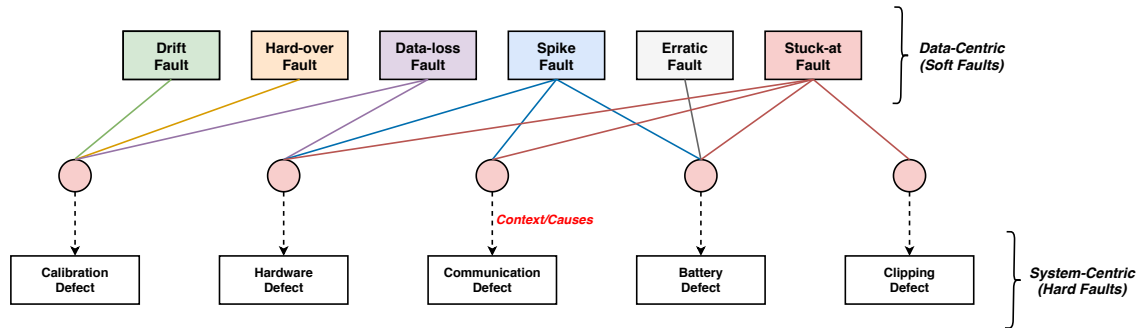 Drift
Fault
Hard-over
Fault
Data-loss
Fault
Spike
Fault
Erratic
Fault
Stuck-at
Fault
Data-Centric
(Soft Faults)
Context/Causes
Calibration
Defect
Hardware
Defect
Communication
Defect
Battery
Defect
Clipping
Defect
System-Centric
(Hard Faults)